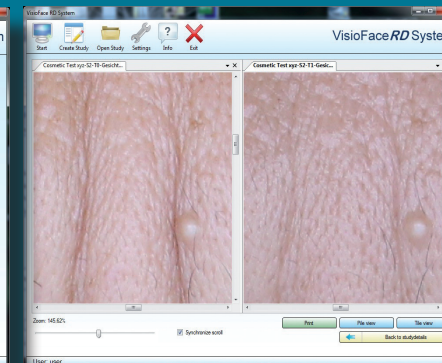 VisioFace RD System
Start
Create Study
Open Study
Settings
Info
Exit
VisioFace RD Syste
Cosmetic Test xyz-S2-T0-Gesicht...
Cosmetic Test xyz-S2-T1-Gesic...
Zoom: 145.62%
Synchronize scroll
Print
Pile view
Tile view
Back to studydetails
User: user